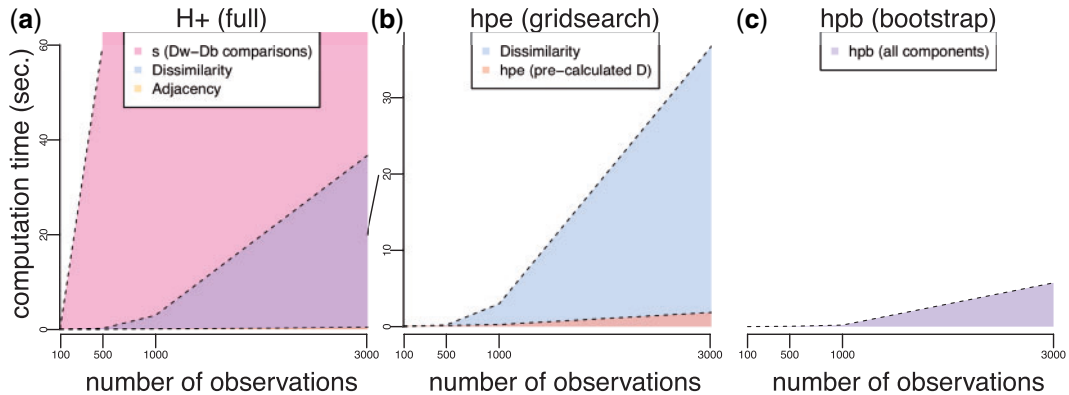 (a) H+ (full)
s (Dw−Db comparisons)
Dissimilarity
Adjacency
computation time (sec.)
60
40
20
0
100 500 1000 3000
number of observations
(b) hpe (gridsearch)
Dissimilarity
hpe (pre−calculated D)
30
20
10
0
100 500 1000 3000
number of observations
(c) hpb (bootstrap)
hpb (all components)
100 500 1000 3000
number of observations